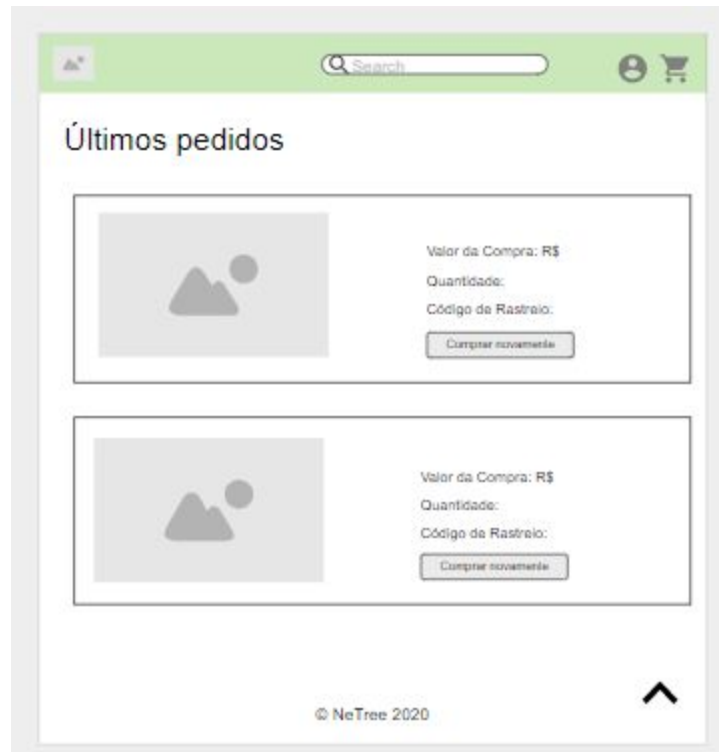 Search
Últimos pedidos
Valor da Compra: R$
Quantidade:
Código de Rastreio:
Comprar novamente
Valor da Compra: R$
Quantidade:
Código de Rastreio:
Comprar novamente
© NeTree 2020